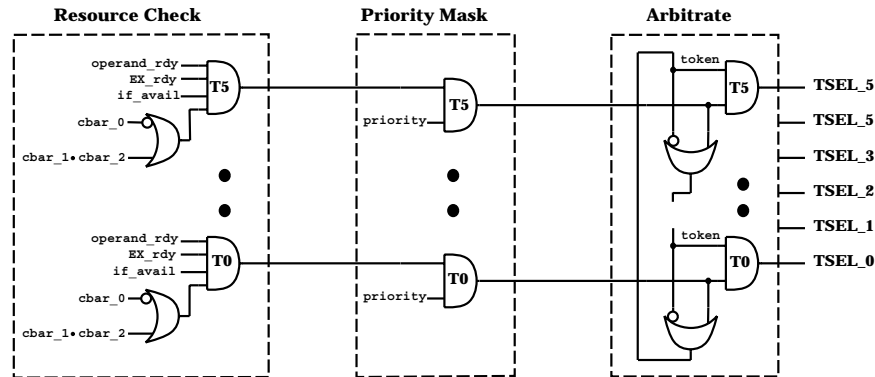 Resource Check
Priority Mask
Arbitrate
operand_rdy
EX_rdy
if_avail
T5
cbar_0
cbar_1•cbar_2
priority
T5
token
T5
TSEL_5
TSEL_5
TSEL_3
TSEL_2
TSEL_1
TSEL_0
operand_rdy
EX_rdy
if_avail
T0
cbar_0
cbar_1•cbar_2
priority
T0
token
T0